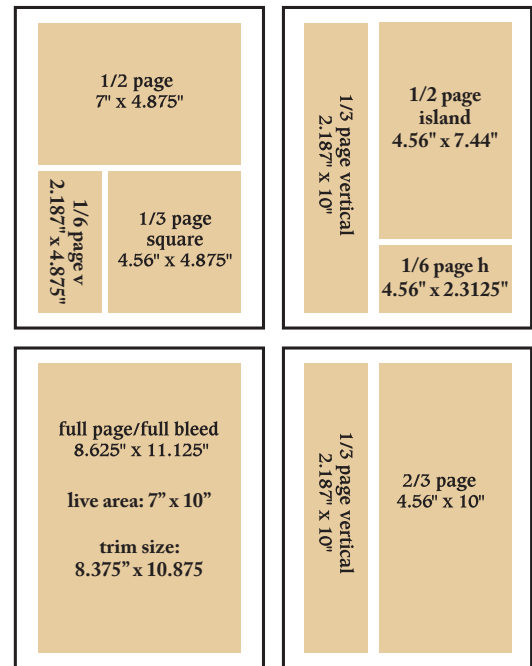 1/2 page
7" x 4.875"
1/6 page v
2.187" x 4.875"
1/3 page
square
4.56" x 4.875"
1/3 page vertical
2.187" x 10"
1/2 page
island
4.56" x 7.44"
1/6 page h
4.56" x 2.3125"
full page/full bleed
8.625" x 11.125"
live area: 7” x 10”
trim size:
8.375” x 10.875
1/3 page vertical
2.187" x 10"
2/3 page
4.56" x 10"